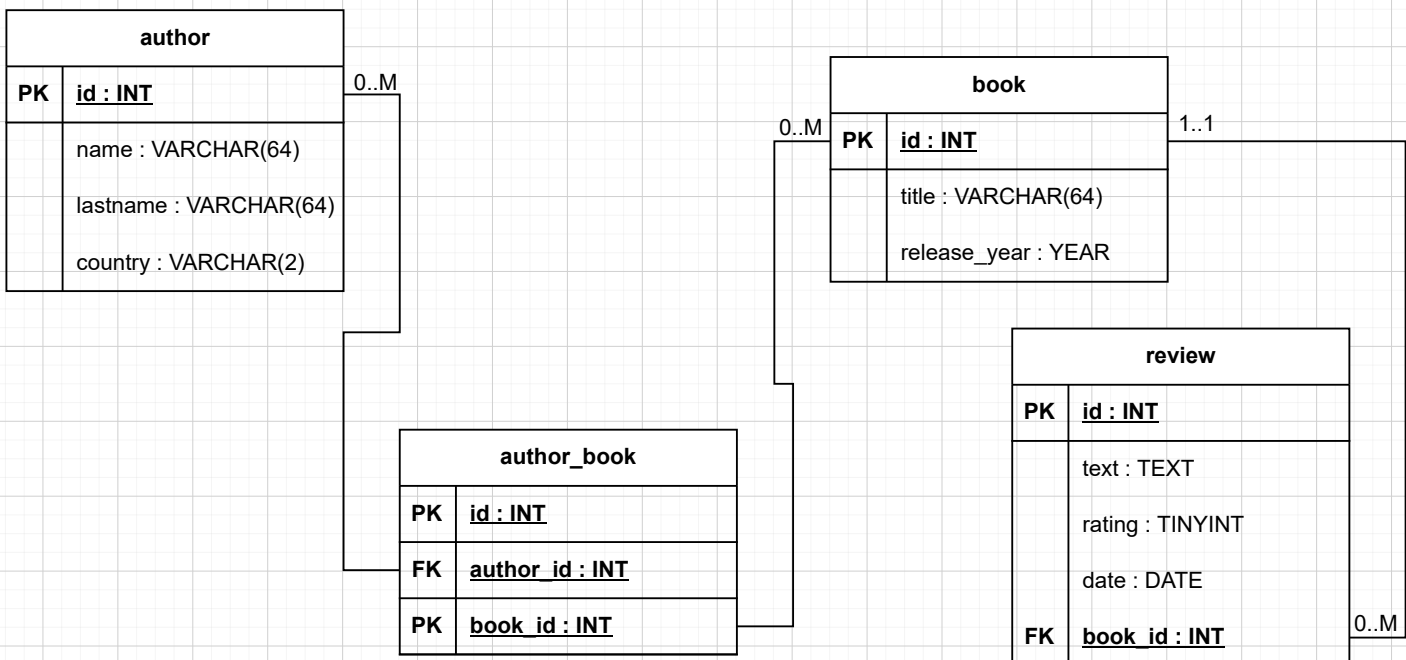 author
PK id : INT
name : VARCHAR(64)
lastname : VARCHAR(64)
country : VARCHAR(2)
0..M
book
PK id : INT
title : VARCHAR(64)
release_year : YEAR
0..M
1..1
author_book
PK id : INT
FK author_id : INT
PK book_id : INT
review
PK id : INT
text : TEXT
rating : TINYINT
date : DATE
FK book_id : INT
0..M